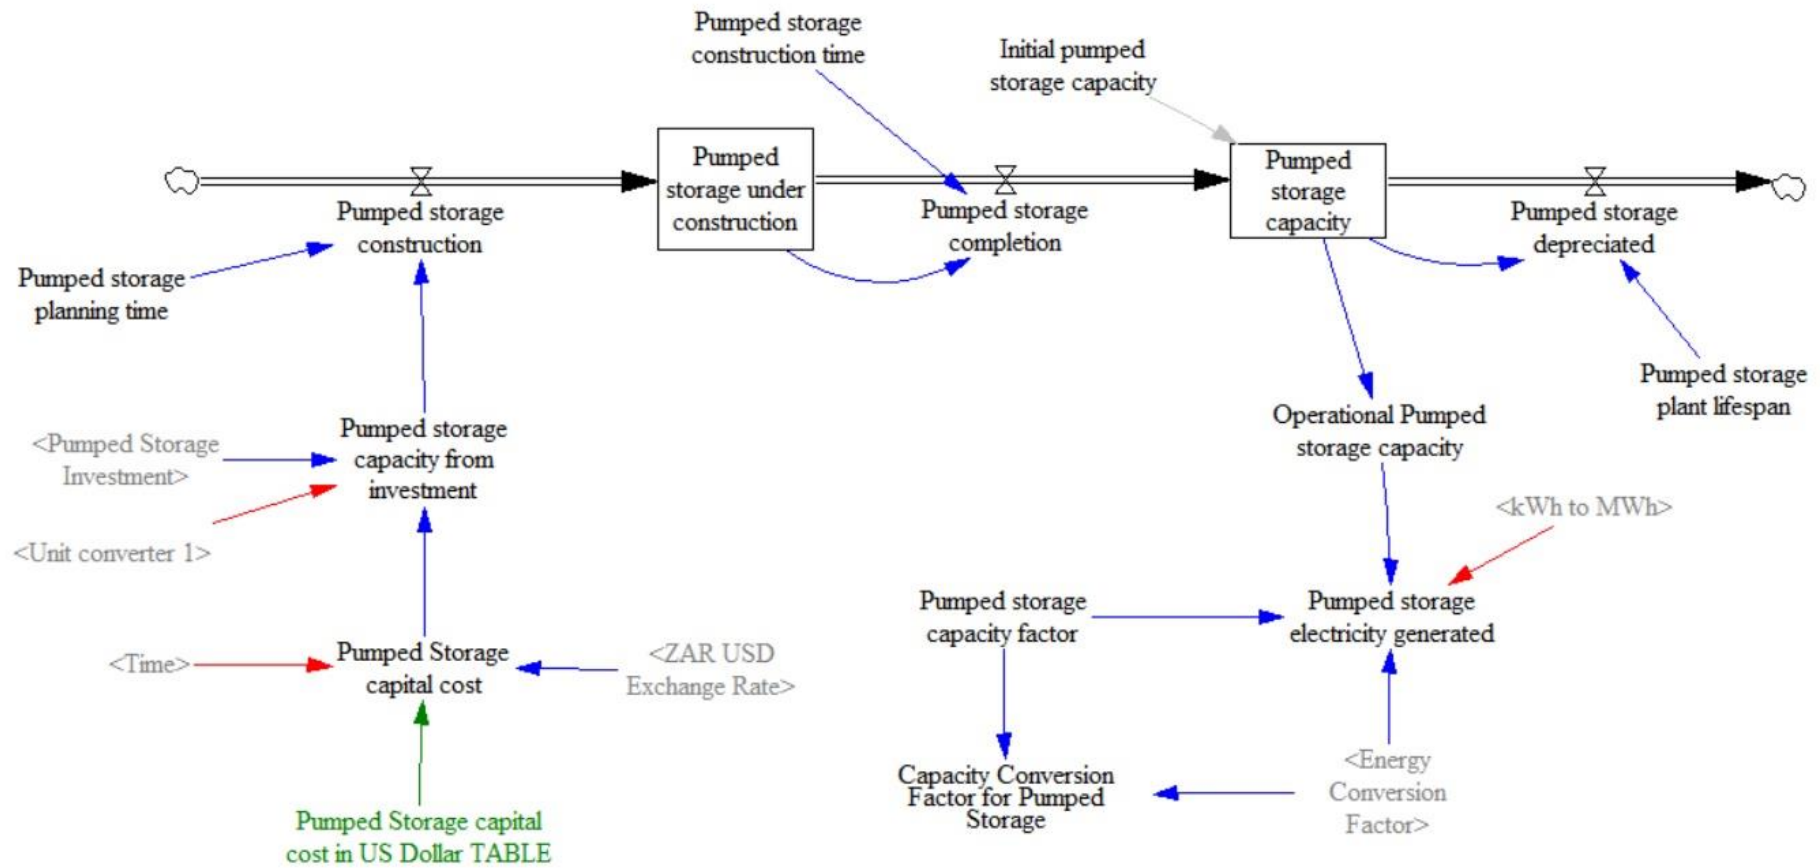 Pumped storage
construction time
Initial pumped
storage capacity
Pumped
storage under
construction
Pumped
storage
capacity
Pumped storage
construction
Pumped storage
completion
Pumped storage
depreciated
Pumped storage
planning time
Pumped storage
plant lifespan
Pumped storage
capacity from
investment
<Pumped Storage
Investment>
<Unit converter 1>
Operational Pumped
storage capacity
<kWh to MWh>
Pumped storage
capacity factor
Pumped storage
electricity generated
<Time>
Pumped Storage
capital cost
<ZAR USD
Exchange Rate>
Capacity Conversion
Factor for Pumped
Storage
<Energy
Conversion
Factor>
Pumped Storage capital
cost in US Dollar TABLE